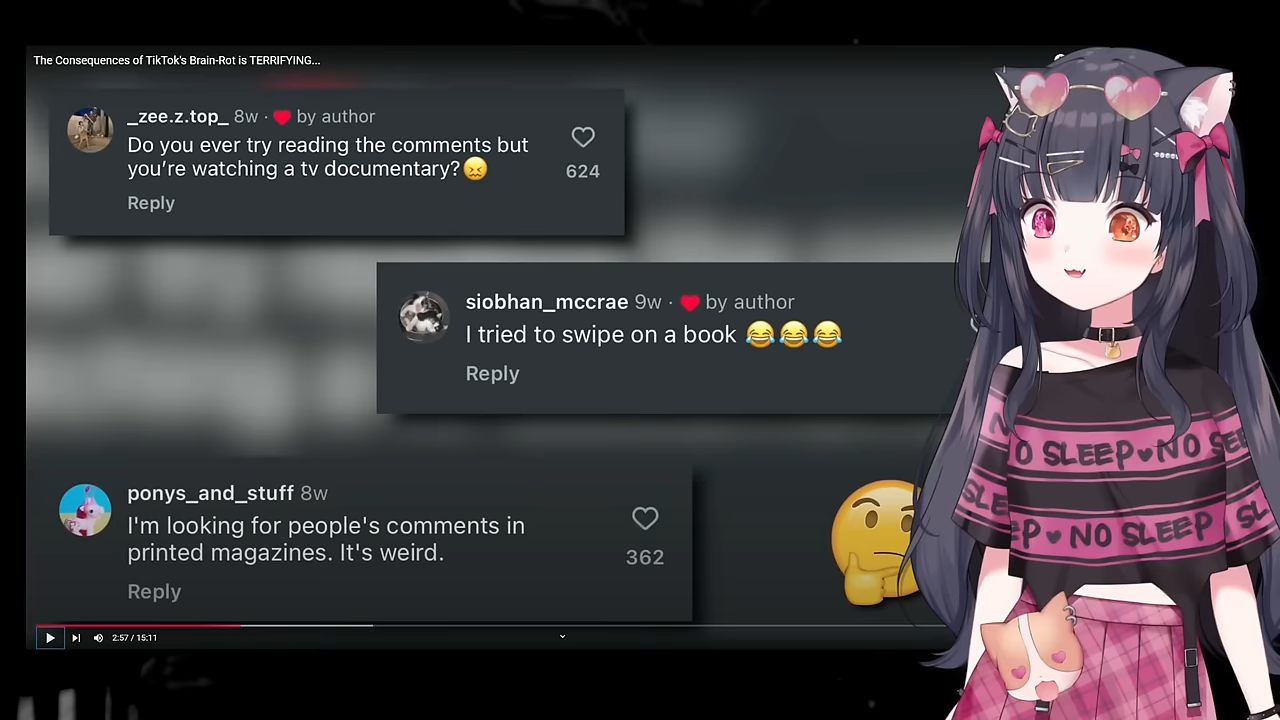 The Consequences of TikTok's Brain-Rot is TERRIFYING...
_zee.z.top_ 8w · ❤️ by author
Do you ever try reading the comments but
you're watching a tv documentary?😖
624
Reply
siobhan_mccrae 9w · ❤️ by author
I tried to swipe on a book 😂😂😂
Reply
ponys_and_stuff 8w
I'm looking for people's comments in
printed magazines. It's weird.
362
Reply
2:57 / 15:11
O SLEEP♥NO
NO SLEEP